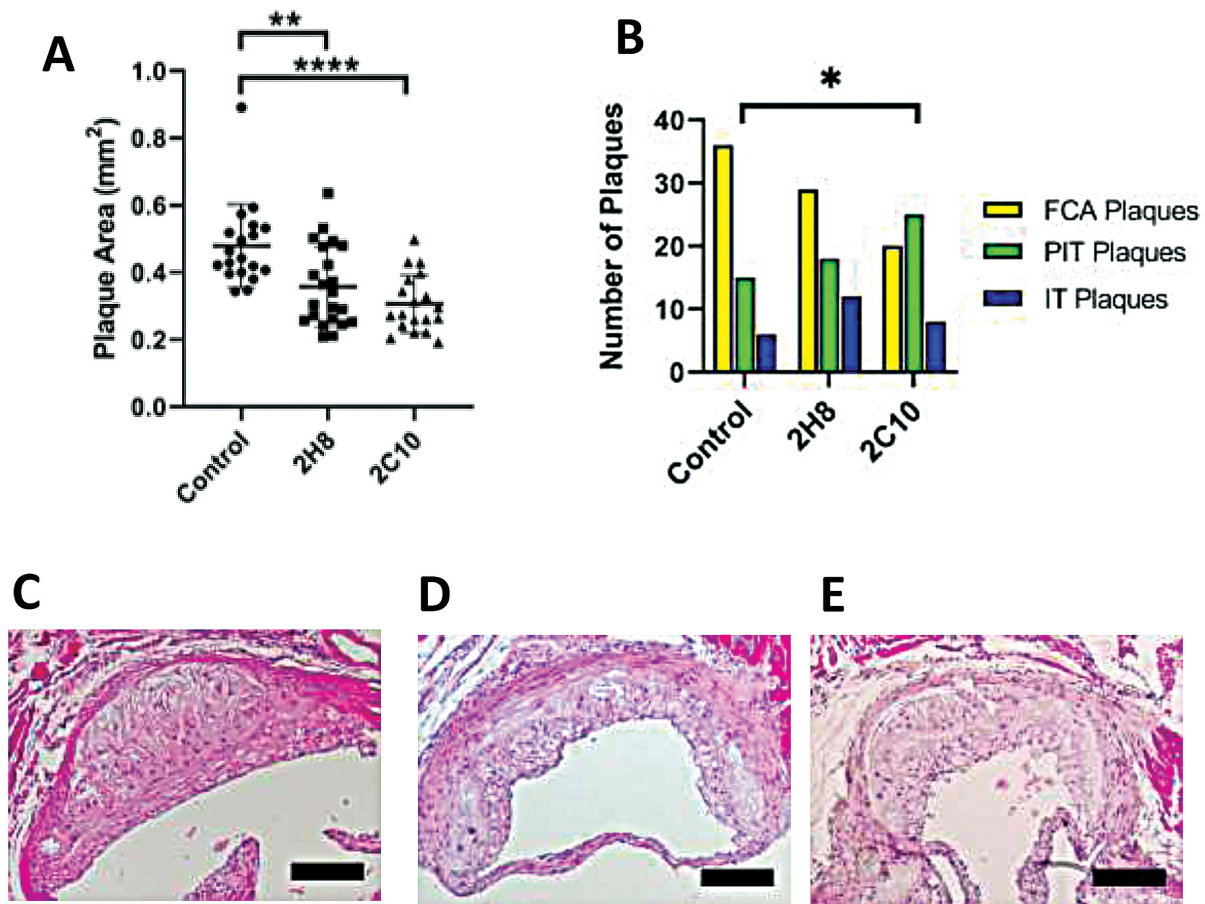 A
**
****
1.0
0.8
0.6
0.4
0.2
0.0
Plaque Area (mm²)
Control
2H8
2C10
B
*
40
30
20
10
0
Number of Plaques
Control
2H8
2C10
FCA Plaques
PIT Plaques
IT Plaques
C
D
E